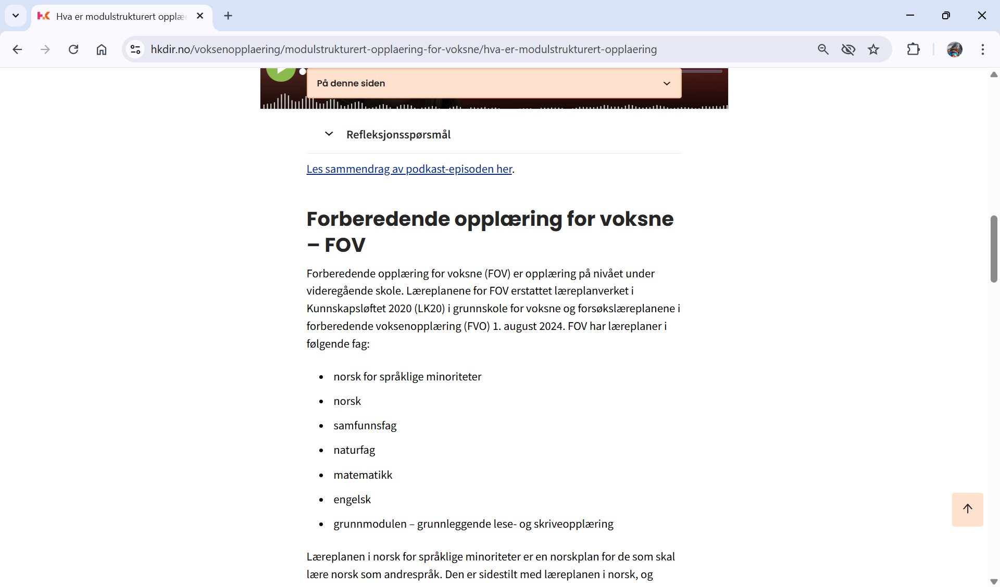 Hva er modulstrukturert opplæ
hkdir.no/voksenopplaering/modulstrukturert-opplaering-for-voksne/hva-er-modulstrukturert-opplaering
På denne siden
Refleksjonsspørsmål
Les sammendrag av podkast-episoden her.
Forberedende opplæring for voksne
– FOV
Forberedende opplæring for voksne (FOV) er opplæring på nivået under
videregående skole. Læreplanene for FOV erstattet læreplanverket i
Kunnskapsløftet 2020 (LK20) i grunnskole for voksne og forsøkslæreplanene i
forberedende voksenopplæring (FVO) 1. august 2024. FOV har læreplaner i
følgende fag:
• norsk for språklige minoriteter
• norsk
• samfunnsfag
• naturfag
• matematikk
• engelsk
• grunnmodulen – grunnleggende lese- og skriveopplæring
Læreplanen i norsk for språklige minoriteter er en norskplan for de som skal
lære norsk som andrespråk. Den er sidestilt med læreplanen i norsk, og